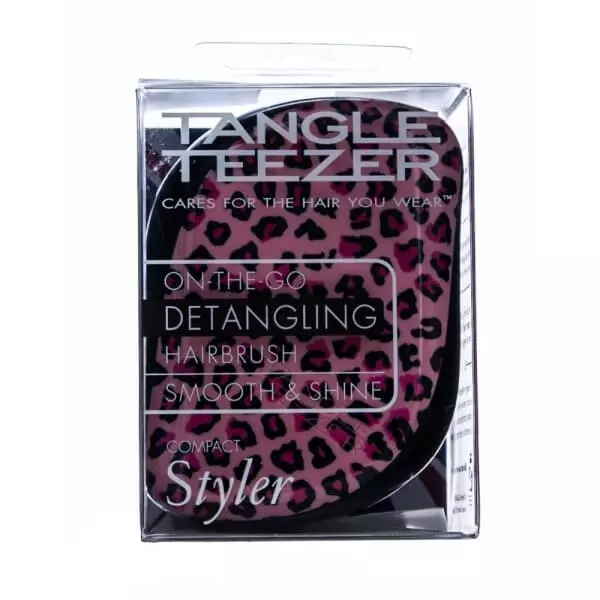 TANGLE
TEEZER
CARES FOR THE HAIR YOU WEAR™
ON-THE-GO
DETANGLING
HAIRBRUSH
SMOOTH & SHINE
COMPACT
Styler